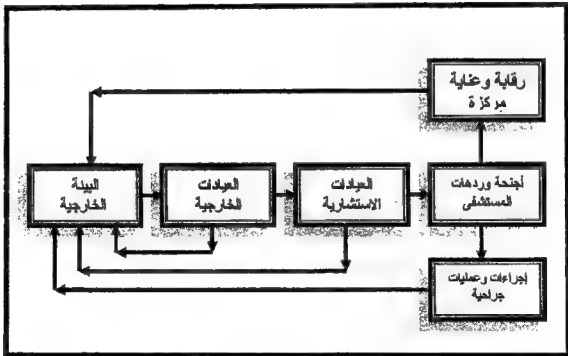 رقابة وعناية
مركزة
البيئة
الخارجية
العيادات
الخارجية
العيادات
الاستشارية
أجنحة وردهات
المستشفى
إجراءات وعمليات
جراحية